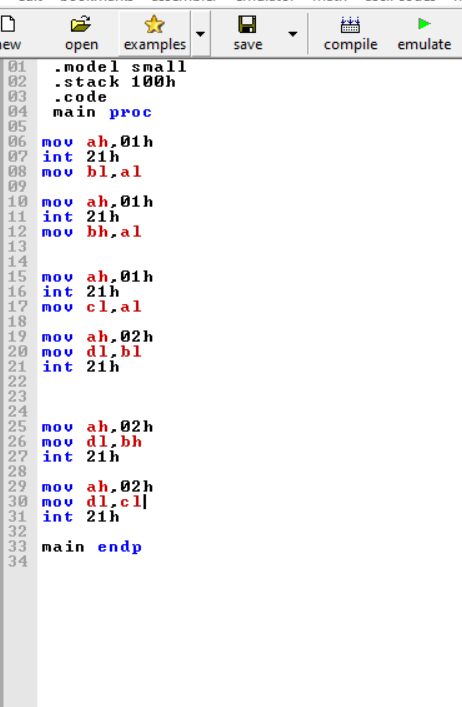 new open examples save compile emulate
01 .model small
02 .stack 100h
03 .code
04 main proc
05
06 mov ah,01h
07 int 21h
08 mov bl,al
09
10 mov ah,01h
11 int 21h
12 mov bh,al
13
14
15 mov ah,01h
16 int 21h
17 mov cl,al
18
19 mov ah,02h
20 mov dl,bl
21 int 21h
22
23
24
25 mov ah,02h
26 mov dl,bh
27 int 21h
28
29 mov ah,02h
30 mov dl,cl
31 int 21h
32
33 main endp
34